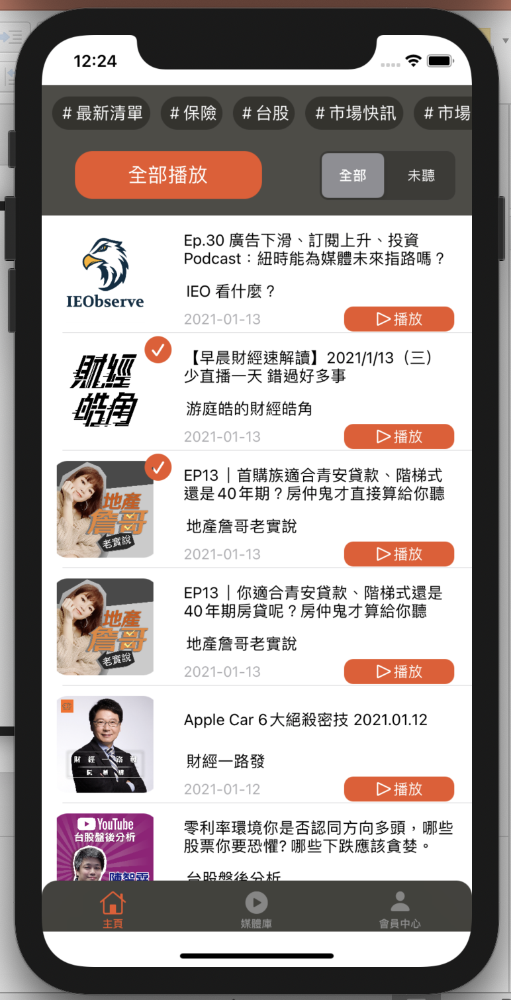 12:24
# 最新清單
# 保險
# 台股
# 市場快訊
# 市場
全部播放
全部
未聽
IEObserve
Ep.30 廣告下滑、訂閱上升、投資
Podcast：紐時能為媒體未來指路嗎？
IEO 看什麼？
2021-01-13
播放
財經
皓角
【早晨財經速解讀】2021/1/13（三）
少直播一天 錯過好多事
游庭皓的財經皓角
2021-01-13
播放
地產
詹哥
老實說
EP13｜首購族適合青安貸款、階梯式
還是40年期？房仲鬼才直接算給你聽
地產詹哥老實說
2021-01-13
播放
地產
詹哥
老實說
EP13｜你適合青安貸款、階梯式還是
40年期房貸呢？房仲鬼才算給你聽
地產詹哥老實說
2021-01-13
播放
財經一路發
Apple Car 6大絕殺密技 2021.01.12
財經一路發
2021-01-12
播放
YouTube
台股盤後分析
陳智霖
零利率環境你是否認同方向多頭，哪些
股票你要恐懼? 哪些下跌應該貪婪。
台股盤後分析
主頁
媒體庫
會員中心